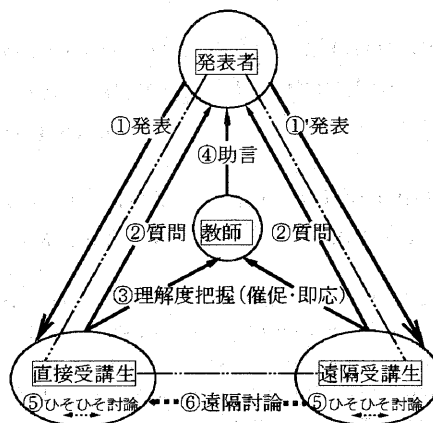 発表者
①発表
①'発表
④助言
②質問
教師
②質問
③理解度把握(催促·即応)
直接受講生
遠隔受講生
⑤ひそひそ討論
⑥遠隔討論
⑤ひそひそ討論